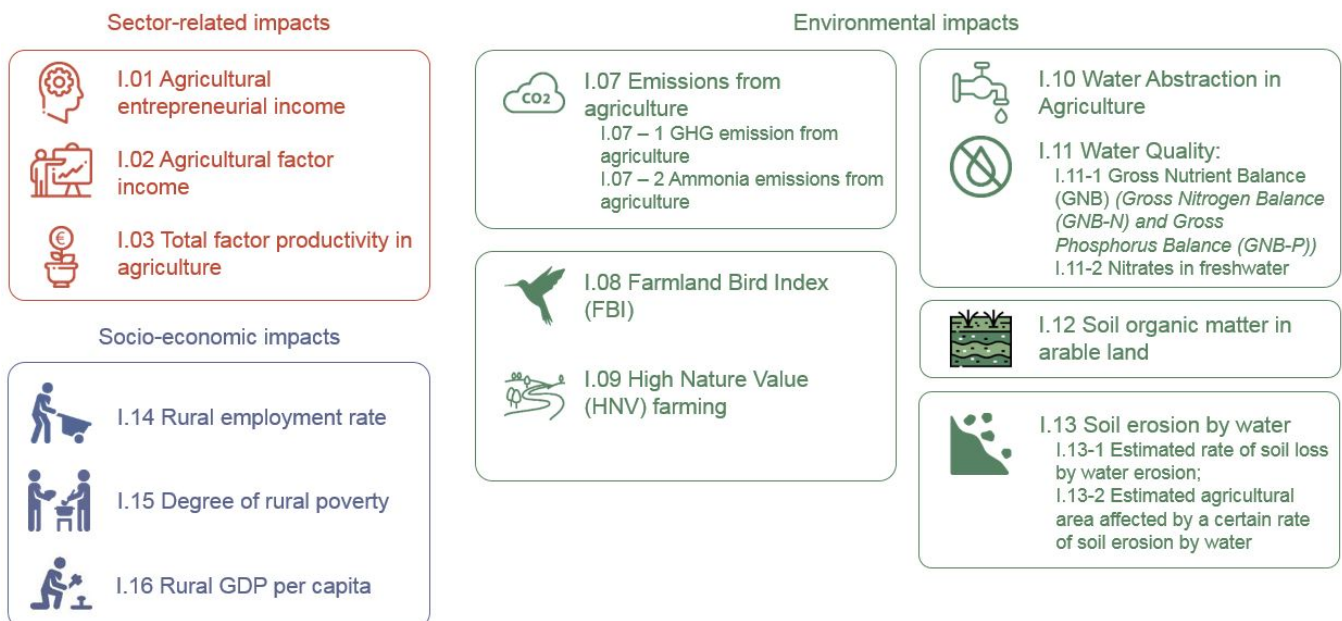 Sector-related impacts
I.01 Agricultural
entrepreneurial income
I.02 Agricultural factor
income
€
I.03 Total factor productivity in
agriculture
Socio-economic impacts
I.14 Rural employment rate
I.15 Degree of rural poverty
I.16 Rural GDP per capita
Environmental impacts
CO2
I.07 Emissions from
agriculture
I.07 – 1 GHG emission from
agriculture
I.07 – 2 Ammonia emissions from
agriculture
I.08 Farmland Bird Index
(FBI)
I.09 High Nature Value
(HNV) farming
I.10 Water Abstraction in
Agriculture
I.11 Water Quality:
I.11-1 Gross Nutrient Balance
(GNB) (Gross Nitrogen Balance
(GNB-N) and Gross
Phosphorus Balance (GNB-P))
I.11-2 Nitrates in freshwater
I.12 Soil organic matter in
arable land
I.13 Soil erosion by water
I.13-1 Estimated rate of soil loss
by water erosion;
I.13-2 Estimated agricultural
area affected by a certain rate
of soil erosion by water